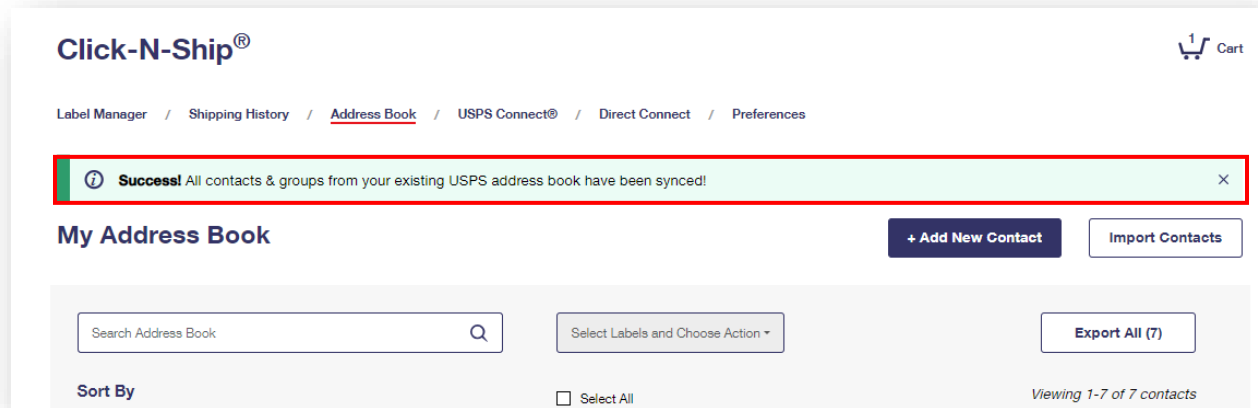 Click-N-Ship®
1
Cart
Label Manager / Shipping History / Address Book / USPS Connect® / Direct Connect / Preferences
Success! All contacts & groups from your existing USPS address book have been synced!
My Address Book
+ Add New Contact
Import Contacts
Search Address Book
Select Labels and Choose Action
Export All (7)
Sort By
Select All
Viewing 1-7 of 7 contacts